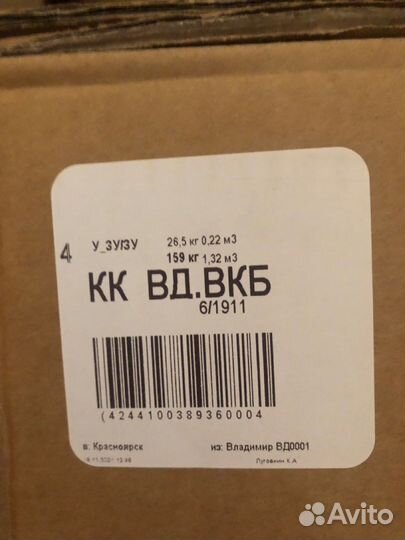 4 У_ЗУ/ЗУ 26,5 кг 0,22 м3
159 кг 1,32 м3
КК ВД.ВКБ
6/1911
(4244100389360004
в: Красноярск из: Владимир ВД0001
Луговкин К.А
Avito